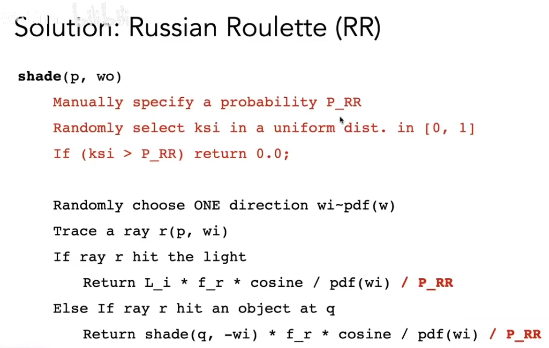 Solution: Russian Roulette (RR)
shade(p, wo)
Manually specify a probability P_RR
Randomly select ksi in a uniform dist. in [0, 1]
If (ksi > P_RR) return 0.0;
Randomly choose ONE direction wi~pdf(w)
Trace a ray r(p, wi)
If ray r hit the light
Return L_i * f_r * cosine / pdf(wi) / P_RR
Else If ray r hit an object at q
Return shade(q, -wi) * f_r * cosine / pdf(wi) / P_RR